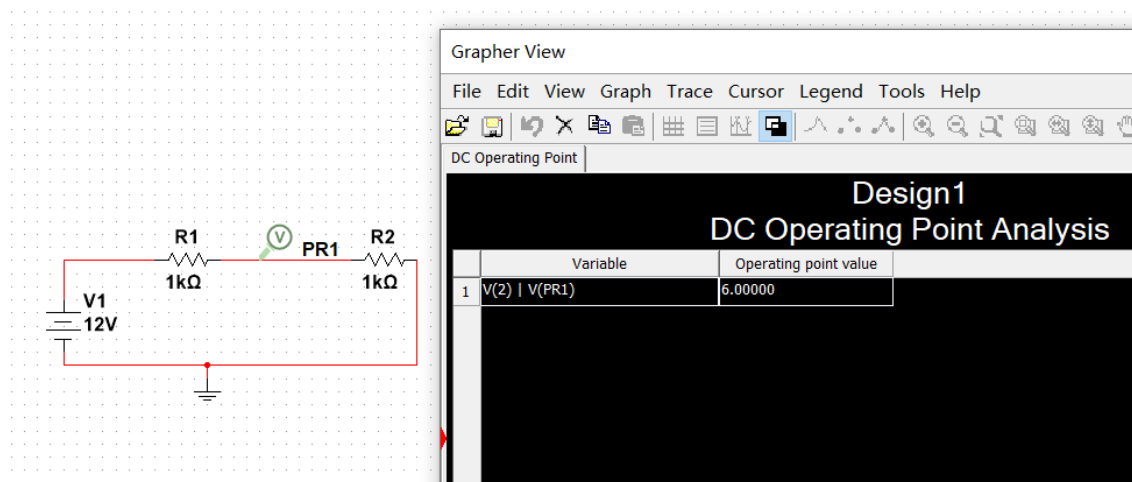 R1
1kΩ
V
PR1
R2
1kΩ
V1
12V
Grapher View
File Edit View Graph Trace Cursor Legend Tools Help
DC Operating Point
Design1
DC Operating Point Analysis
Variable Operating point value
1 V(2) | V(PR1) 6.00000